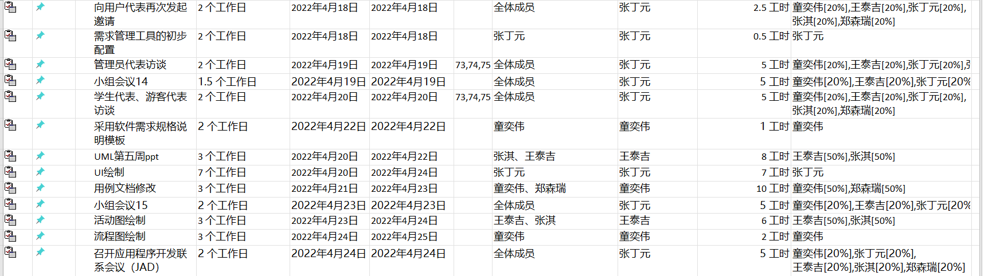 向用户代表再次发起 2 个工作日 2022年4月18日 2022年4月18日 全体成员 张丁元 2.5 工时 童奕伟[20%],王泰吉[20%],张丁元[20%],
邀请 张淇[20%],郑森瑞[20%]
需求管理工具的初步 2 个工作日 2022年4月18日 2022年4月18日 张丁元 张丁元 0.5 工时 张丁元
配置
管理员代表访谈 2 个工作日 2022年4月19日 2022年4月19日 73,74,75 全体成员 张丁元 5 工时 童奕伟[20%],王泰吉[20%],张丁元[20%],
小组会议14 1.5 个工作日 2022年4月19日 2022年4月19日 全体成员 张丁元 5 工时 童奕伟[20%],王泰吉[20%],张丁元[20%
学生代表、游客代表 2 个工作日 2022年4月20日 2022年4月20日 73,74,75 全体成员 张丁元 5 工时 童奕伟[20%],王泰吉[20%],张丁元[20%],
访谈 张淇[20%],郑森瑞[20%]
采用软件需求规格说 2 个工作日 2022年4月22日 2022年4月22日 童奕伟 童奕伟 1 工时 童奕伟
明模板
UML第五周ppt 3 个工作日 2022年4月20日 2022年4月22日 张淇、王泰吉 王泰吉 8 工时 王泰吉[50%],张淇[50%]
UI绘制 7 个工作日 2022年4月20日 2022年4月24日 张丁元 张丁元 7 工时 张丁元
用例文档修改 3 个工作日 2022年4月21日 2022年4月23日 童奕伟、郑森瑞 童奕伟 10 工时 童奕伟[50%],郑森瑞[50%]
小组会议15 2 个工作日 2022年4月23日 2022年4月23日 全体成员 张丁元 5 工时 童奕伟[20%],王泰吉[20%],张丁元[20%
活动图绘制 3 个工作日 2022年4月23日 2022年4月24日 王泰吉、张淇 王泰吉 6 工时 王泰吉[50%],张淇[50%]
流程图绘制 3 个工作日 2022年4月24日 2022年4月25日 童奕伟 童奕伟 2 工时 童奕伟
召开应用程序开发联 2 个工作日 2022年4月24日 2022年4月24日 全体成员 张丁元 5 工时 童奕伟[20%],张丁元[20%],
系会议（JAD） 王泰吉[20%],张淇[20%],郑森瑞[20%]